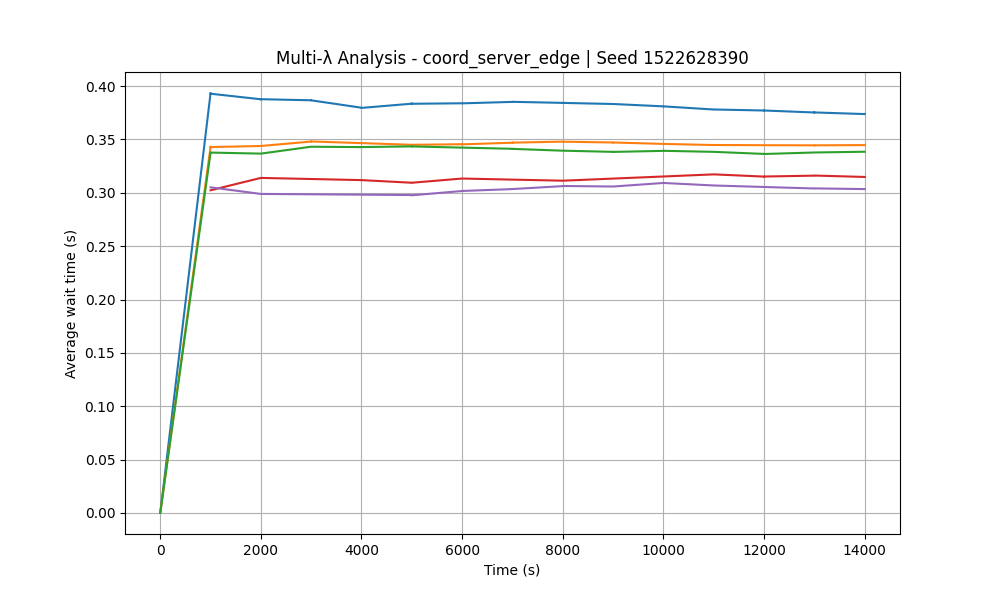 Multi-λ Analysis - coord_server_edge | Seed 1522628390
0.40
0.35
0.30
0.25
0.20
0.15
0.10
0.05
0.00
Average wait time (s)
0 2000 4000 6000 8000 10000 12000 14000
Time (s)